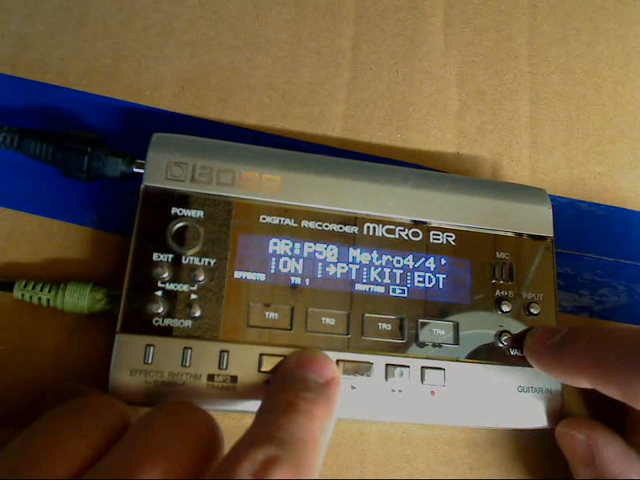 BOSS
POWER
DIGITAL RECORDER MICRO BR
AR:P50 Metro4/4
ON →PT KIT EDT
EFFECTS TR 1 RHYTHM
EXIT UTILITY
MODE
CURSOR
MIC
A↔B INPUT
TR1 TR2 TR3 TR4
EFFECTS RHYTHM MP3
TRAINER
GUITAR IN